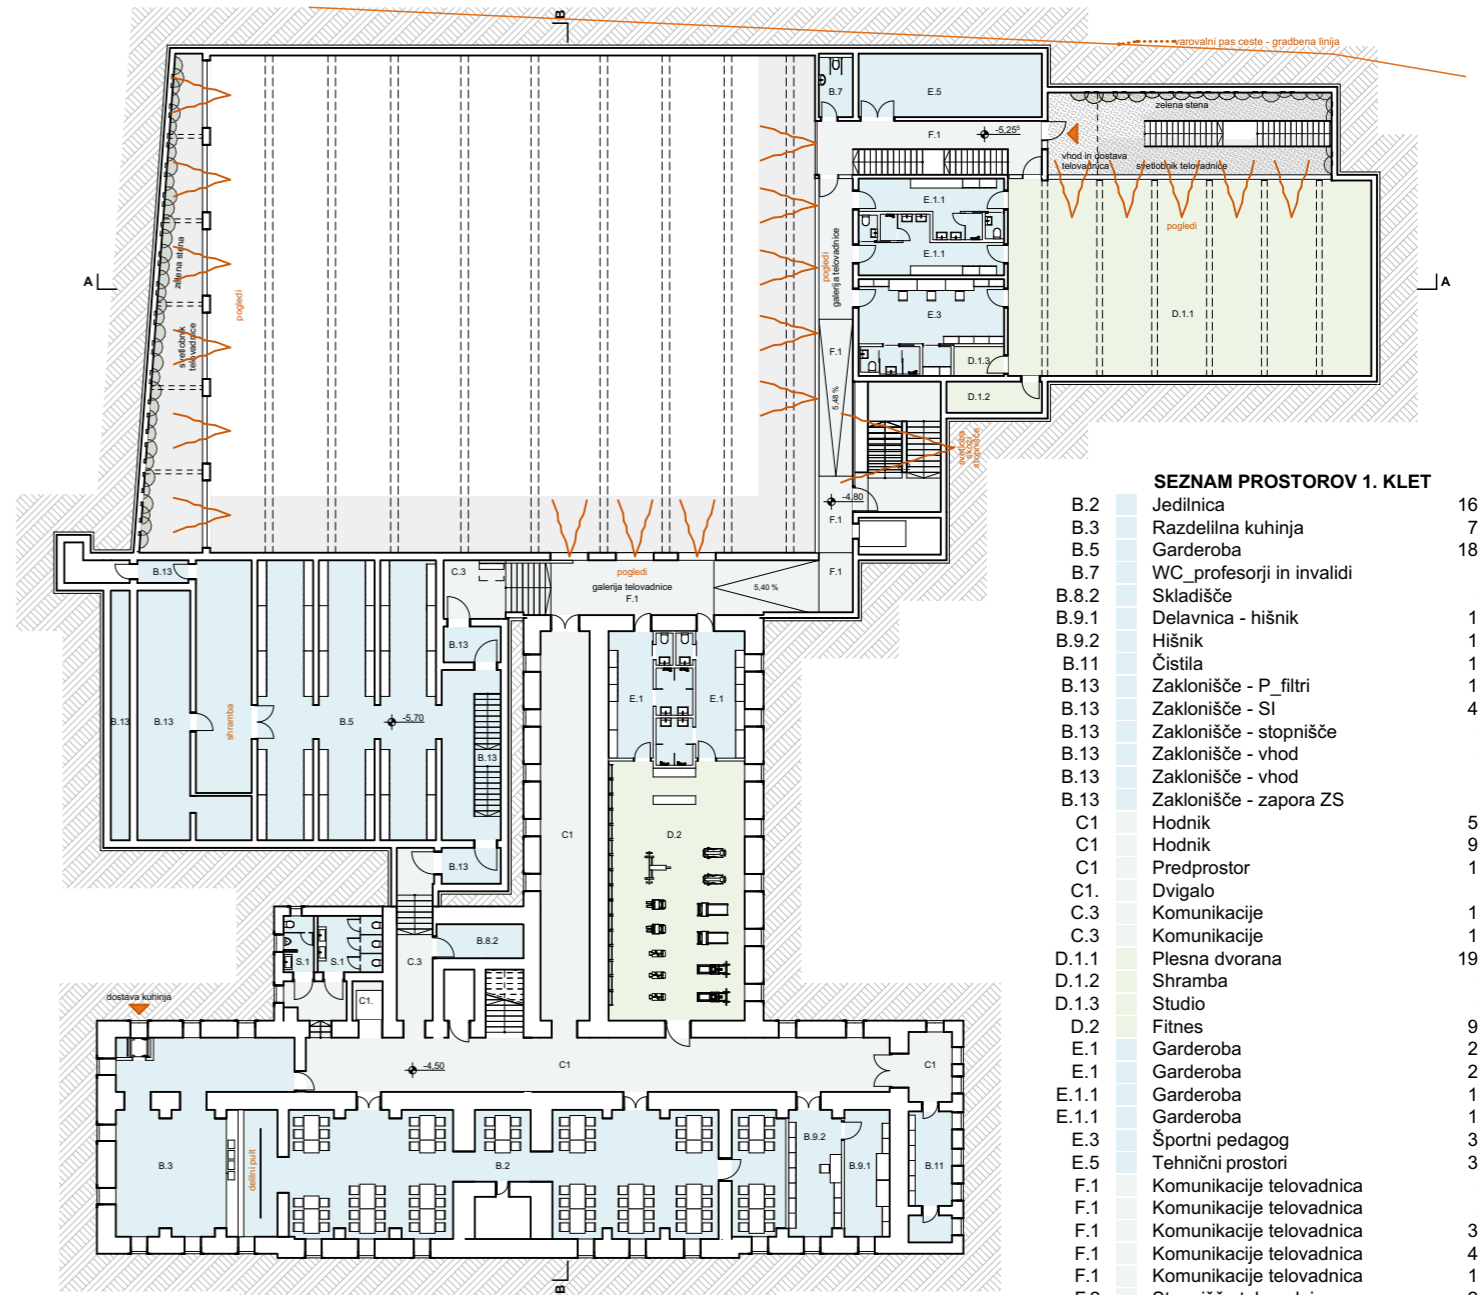 B
varovalni pas ceste - gradbena linija
B.7
E.5
zelena stena
F.1
-5,25⁵
vhod in dostava
telovadnica
svetlobnik telovadnice
pogledi
E.1.1
E.1.1
pogledi
galerija telovadnice
zelena stena
svetlobnik
telovadnice
pogledi
A
A
E.3
D.1.1
F.1
D.1.3
5,48 %
D.1.2
svetloba
skozi
stopnišče
-4,80
F.1
B.13
C.3
pogledi
galerija telovadnice
F.1
5,40 %
F.1
B.13
E.1
E.1
B.13
B.13
shramba
B.5
-5,70
B.13
C1
D.2
B.13
B.8.2
S.1
S.1
C.3
C1.
dostava kuhinja
-4,50
C1
C1
B.3
delilni pult
B.2
B.9.2
B.9.1
B.11
B
SEZNAM PROSTOROV 1. KLET
B.2 Jedilnica 16
B.3 Razdelilna kuhinja 7
B.5 Garderoba 18
B.7 WC_profesorji in invalidi
B.8.2 Skladišče
B.9.1 Delavnica - hišnik 1
B.9.2 Hišnik 1
B.11 Čistila 1
B.13 Zaklonišče - P_filtri 1
B.13 Zaklonišče - SI 4
B.13 Zaklonišče - stopnišče
B.13 Zaklonišče - vhod
B.13 Zaklonišče - vhod
B.13 Zaklonišče - zapora ZS
C1 Hodnik 5
C1 Hodnik 9
C1 Predprostor 1
C1. Dvigalo
C.3 Komunikacije 1
C.3 Komunikacije 1
D.1.1 Plesna dvorana 19
D.1.2 Shramba
D.1.3 Studio
D.2 Fitnes 9
E.1 Garderoba 2
E.1 Garderoba 2
E.1.1 Garderoba 1
E.1.1 Garderoba 1
E.3 Športni pedagog 3
E.5 Tehnični prostori 3
F.1 Komunikacije telovadnica
F.1 Komunikacije telovadnica
F.1 Komunikacije telovadnica 3
F.1 Komunikacije telovadnica 4
F.1 Komunikacije telovadnica 1